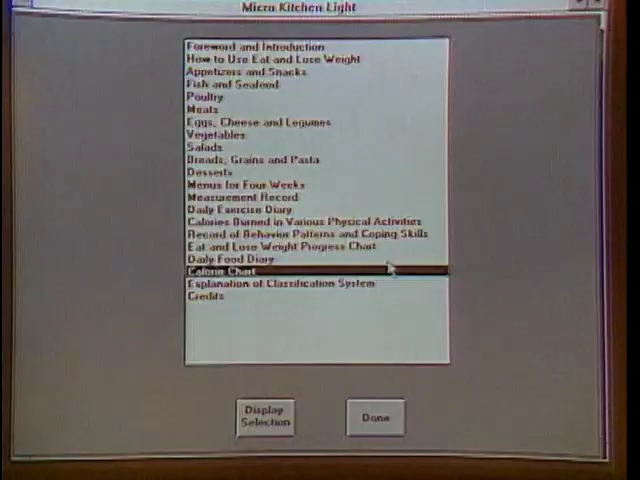 Micro Kitchen Light
Foreword and Introduction
How to Use Eat and Lose Weight
Appetizers and Snacks
Fish and Seafood
Poultry
Meats
Eggs, Cheese and Legumes
Vegetables
Salads
Breads, Grains and Pasta
Desserts
Menus for Four Weeks
Measurement Record
Daily Exercise Diary
Calories Burned in Various Physical Activities
Record of Behavior Patterns and Coping Skills
Eat and Lose Weight Progress Chart
Daily Food Diary
Calorie Chart
Explanation of Classification System
Credits
Display
Selection
Done